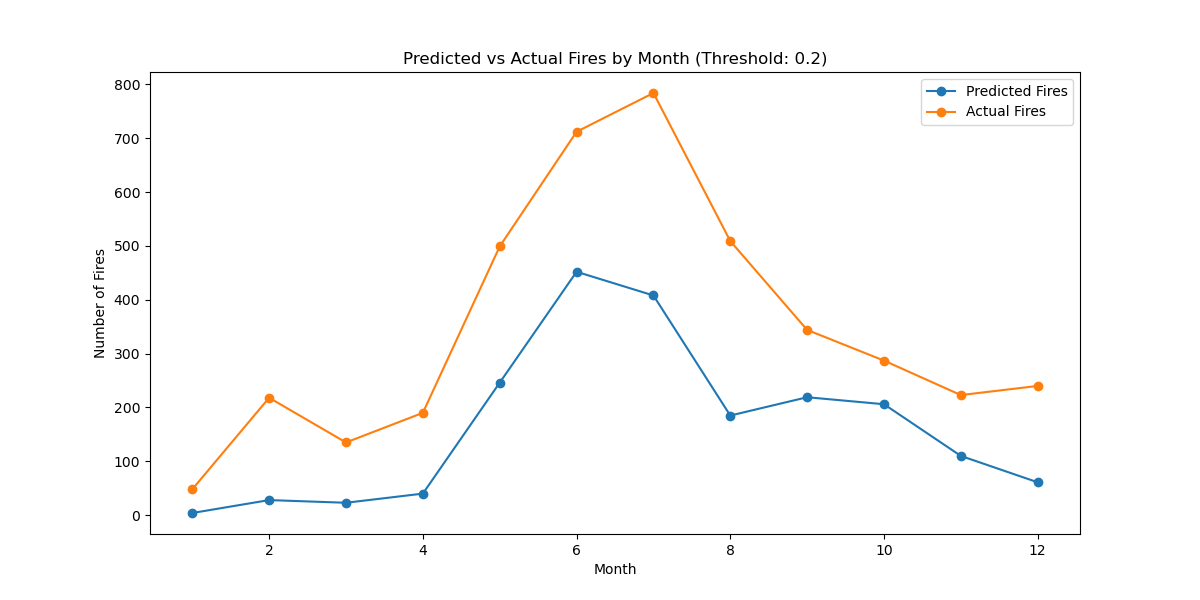 Predicted vs Actual Fires by Month (Threshold: 0.2)
Predicted Fires
Actual Fires
Number of Fires
800
700
600
500
400
300
200
100
0
2 4 6 8 10 12
Month